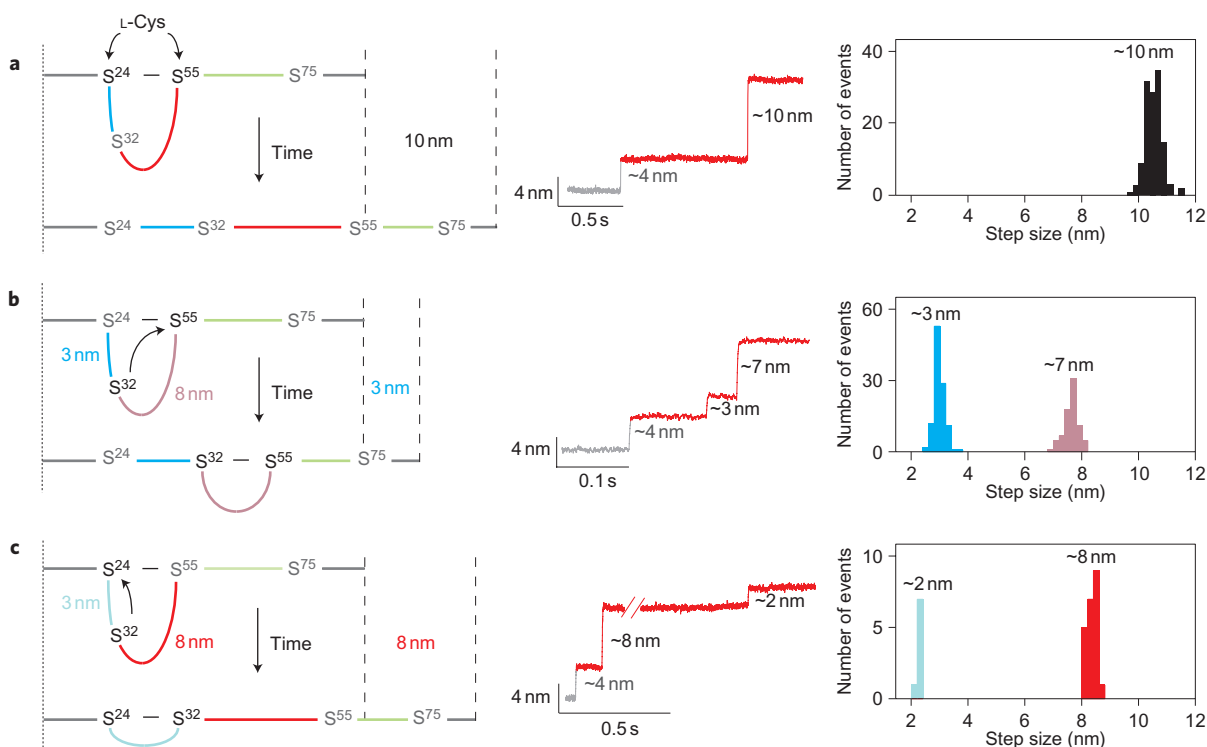 L-Cys
a
S24 — S55 S75
S32
Time
10 nm
S24 S32 S55 S75
4 nm
0.5 s
~4 nm
~10 nm
Number of events
40
20
0
~10 nm
2 4 6 8 10 12
Step size (nm)
b
S24 — S55 S75
3 nm
S32
8 nm
Time
3 nm
S24 S32 — S55 S75
4 nm
0.1 s
~4 nm
~3 nm
~7 nm
Number of events
60
30
0
~3 nm
~7 nm
2 4 6 8 10 12
Step size (nm)
c
S24 — S55 S75
3 nm
S32
8 nm
Time
8 nm
S24 — S32 S55 S75
4 nm
0.5 s
~4 nm
~8 nm
~2 nm
Number of events
10
5
0
~2 nm
~8 nm
2 4 6 8 10 12
Step size (nm)